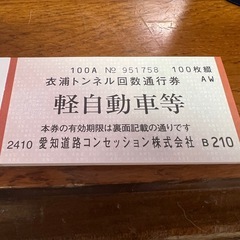 100A № 951758 100枚綴
衣浦トンネル回数通行券 AW
軽自動車等
本券の有効期限は裏面記載の通りです
2410 愛知道路コンセッション株式会社 B210